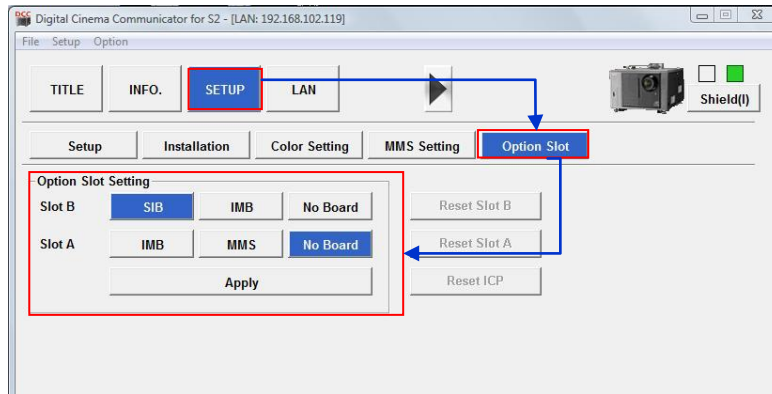 DCC Digital Cinema Communicator for S2 - [LAN: 192.168.102.119]
File Setup Option
TITLE INFO. SETUP LAN Shield(I)
Setup Installation Color Setting MMS Setting Option Slot
Option Slot Setting
Slot B SIB IMB No Board Reset Slot B
Slot A IMB MMS No Board Reset Slot A
Apply Reset ICP